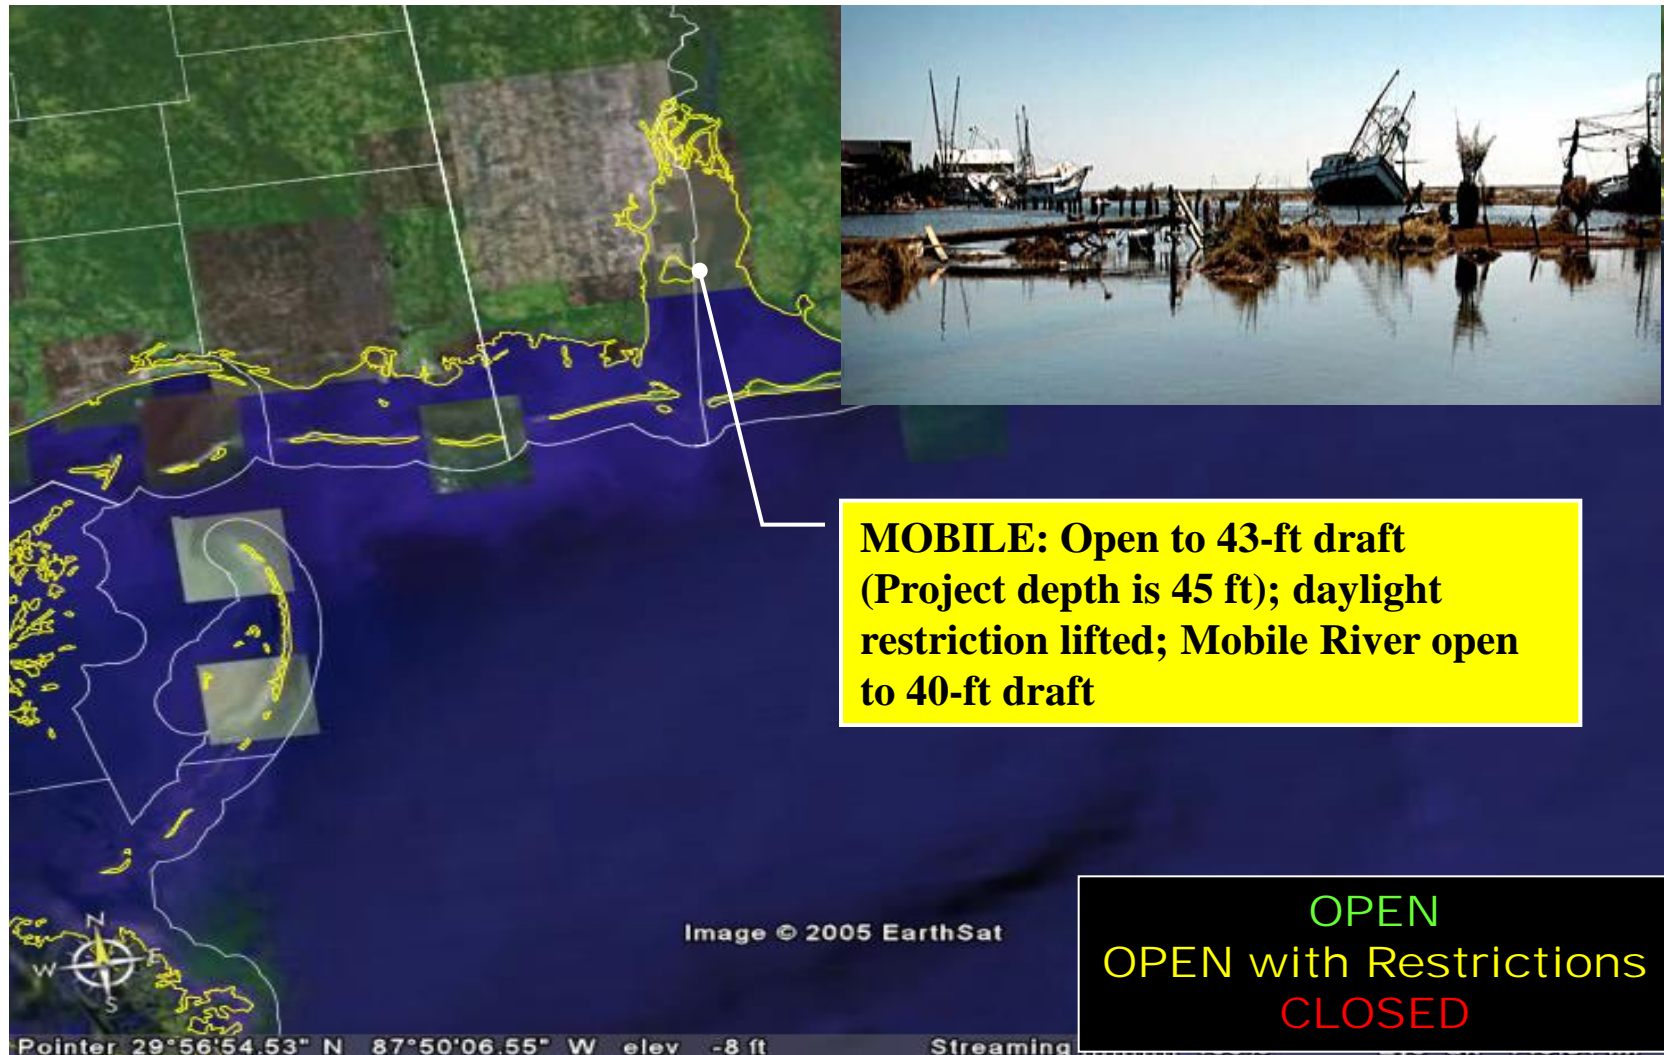 MOBILE: Open to 43-ft draft
(Project depth is 45 ft); daylight
restriction lifted; Mobile River open
to 40-ft draft
Image © 2005 EarthSat
OPEN
OPEN with Restrictions
CLOSED
N
W E
S
Pointer 29°56'54.53" N 87°50'06.55" W elev -8 ft Streaming